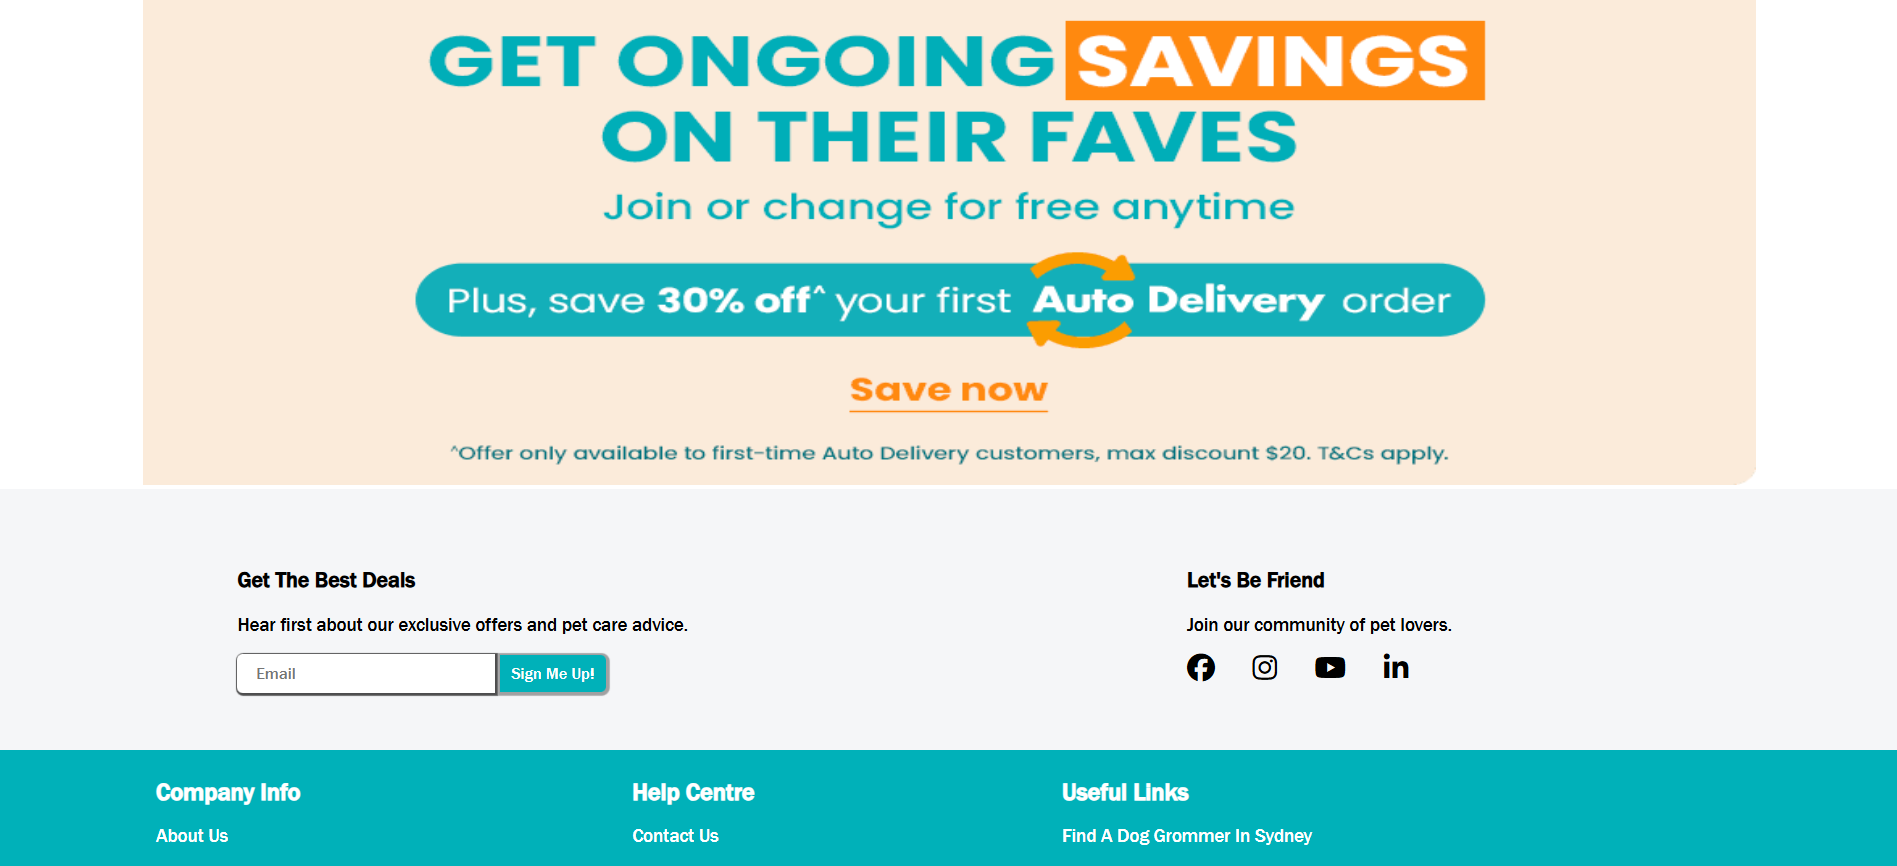 GET ONGOING SAVINGS
ON THEIR FAVES
Join or change for free anytime
Plus, save 30% off^ your first Auto Delivery order
Save now
^Offer only available to first-time Auto Delivery customers, max discount $20. T&Cs apply.
Get The Best Deals
Hear first about our exclusive offers and pet care advice.
Email
Sign Me Up!
Let's Be Friend
Join our community of pet lovers.
Company Info
About Us
Help Centre
Contact Us
Useful Links
Find A Dog Grommer In Sydney